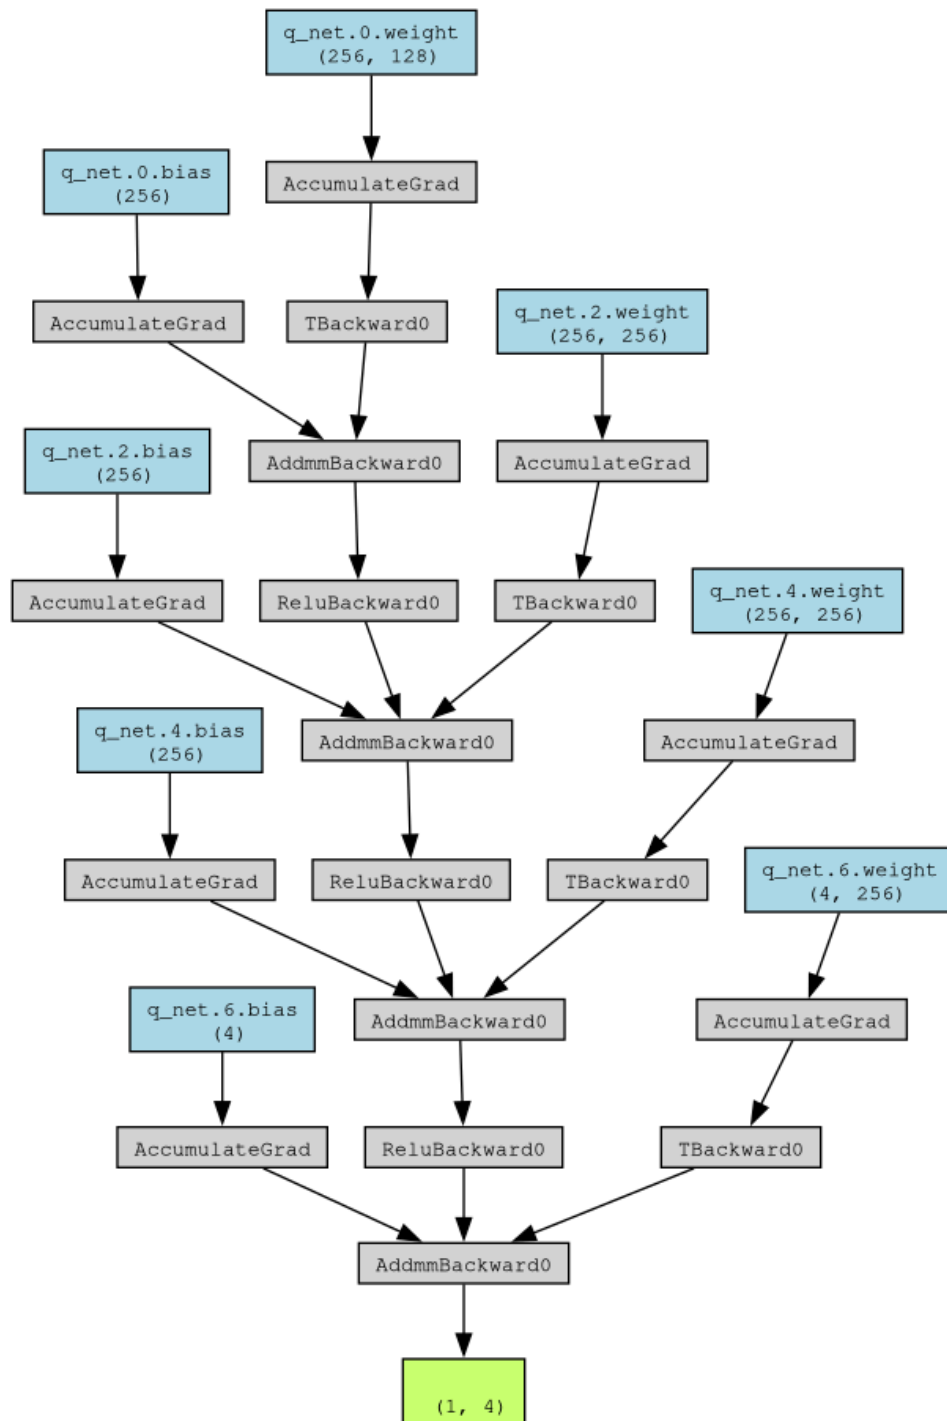 q_net.0.weight
(256, 128)
q_net.0.bias
(256)
AccumulateGrad
AccumulateGrad
TBackward0
q_net.2.weight
(256, 256)
q_net.2.bias
(256)
AddmmBackward0
AccumulateGrad
AccumulateGrad
ReluBackward0
TBackward0
q_net.4.weight
(256, 256)
q_net.4.bias
(256)
AddmmBackward0
AccumulateGrad
AccumulateGrad
ReluBackward0
TBackward0
q_net.6.weight
(4, 256)
q_net.6.bias
(4)
AddmmBackward0
AccumulateGrad
AccumulateGrad
ReluBackward0
TBackward0
AddmmBackward0
(1, 4)